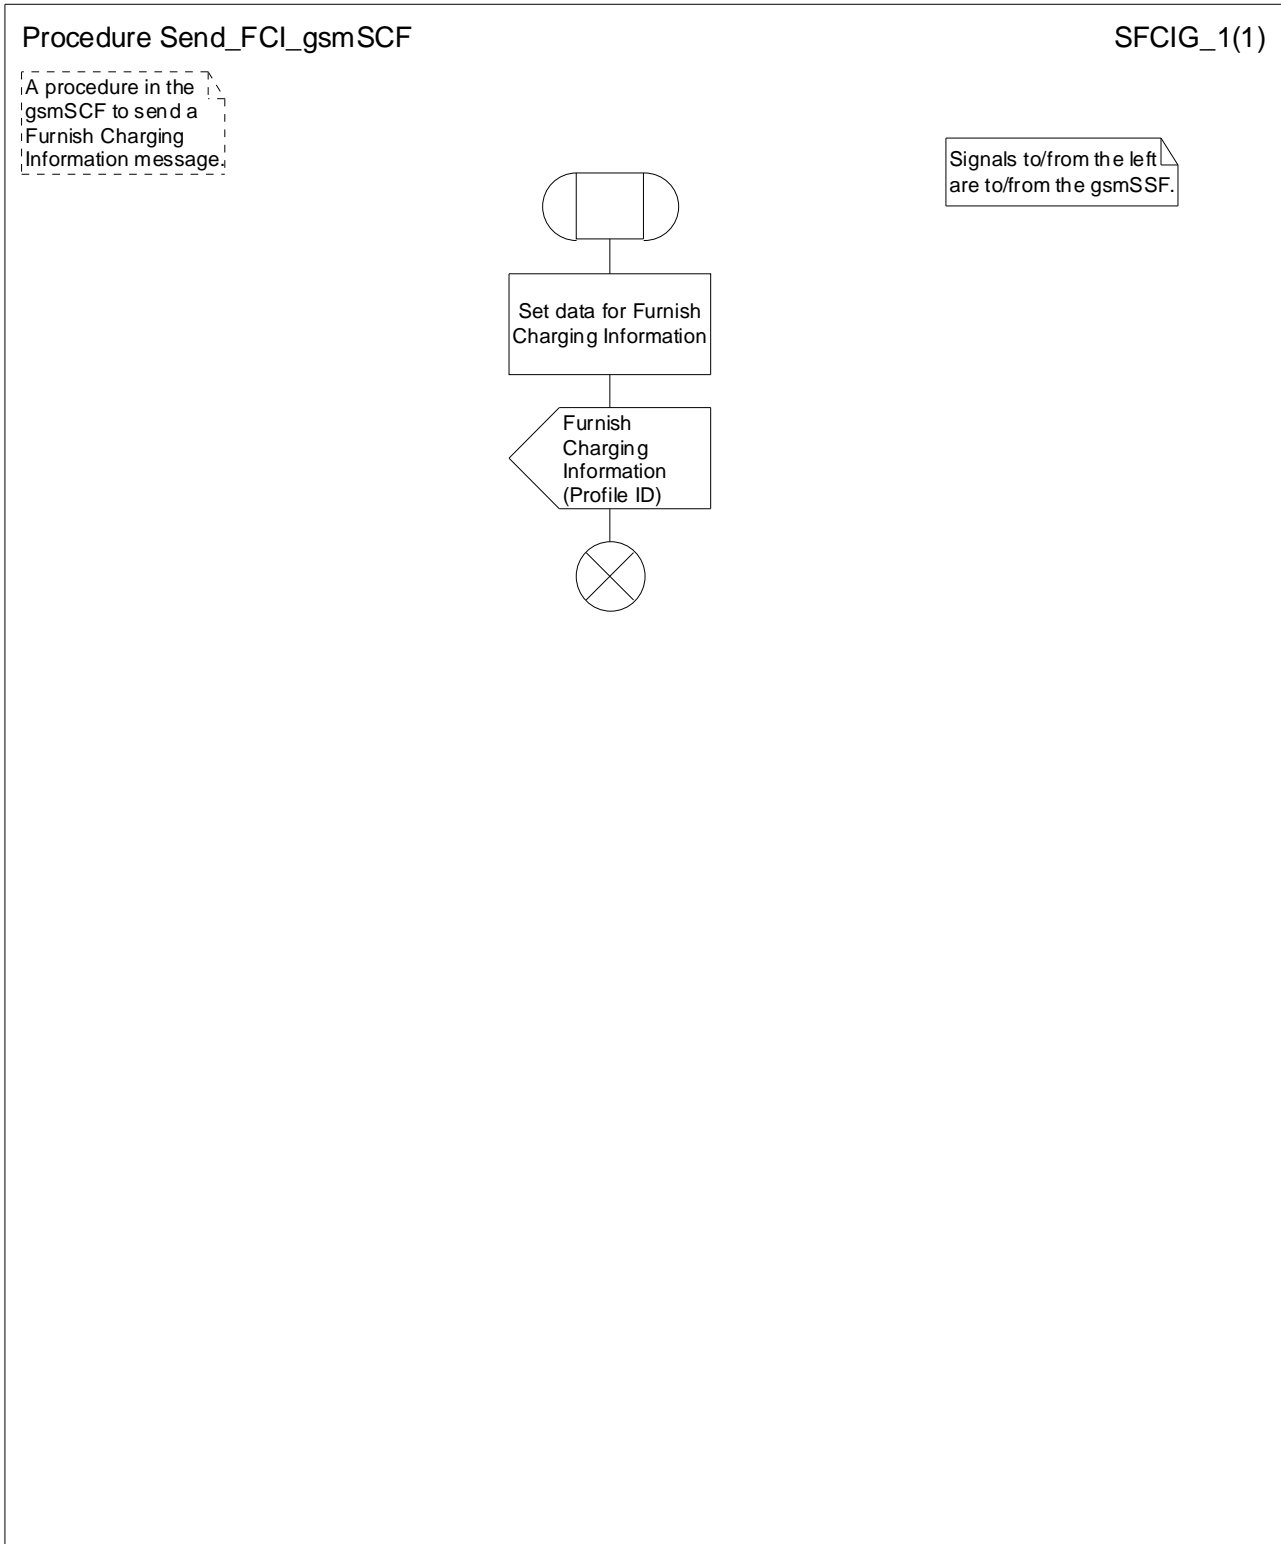 Procedure Send_FCI_gsmSCF
SFCIG_1(1)
A procedure in the
gsmSCF to send a
Furnish Charging
Information message.
Signals to/from the left
are to/from the gsmSSF.
Set data for Furnish
Charging Information
Furnish
Charging
Information
(Profile ID)